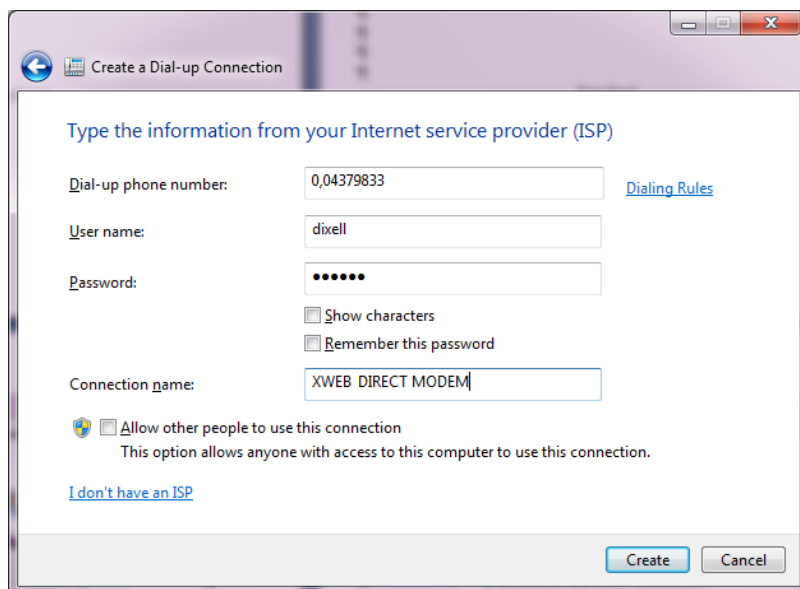 Create a Dial-up Connection
Type the information from your Internet service provider (ISP)
Dial-up phone number: 0,04379833 Dialing Rules
User name: dixell
Password: ●●●●●●
Show characters
Remember this password
Connection name: XWEB DIRECT MODEM
Allow other people to use this connection
This option allows anyone with access to this computer to use this connection.
I don't have an ISP
Create Cancel